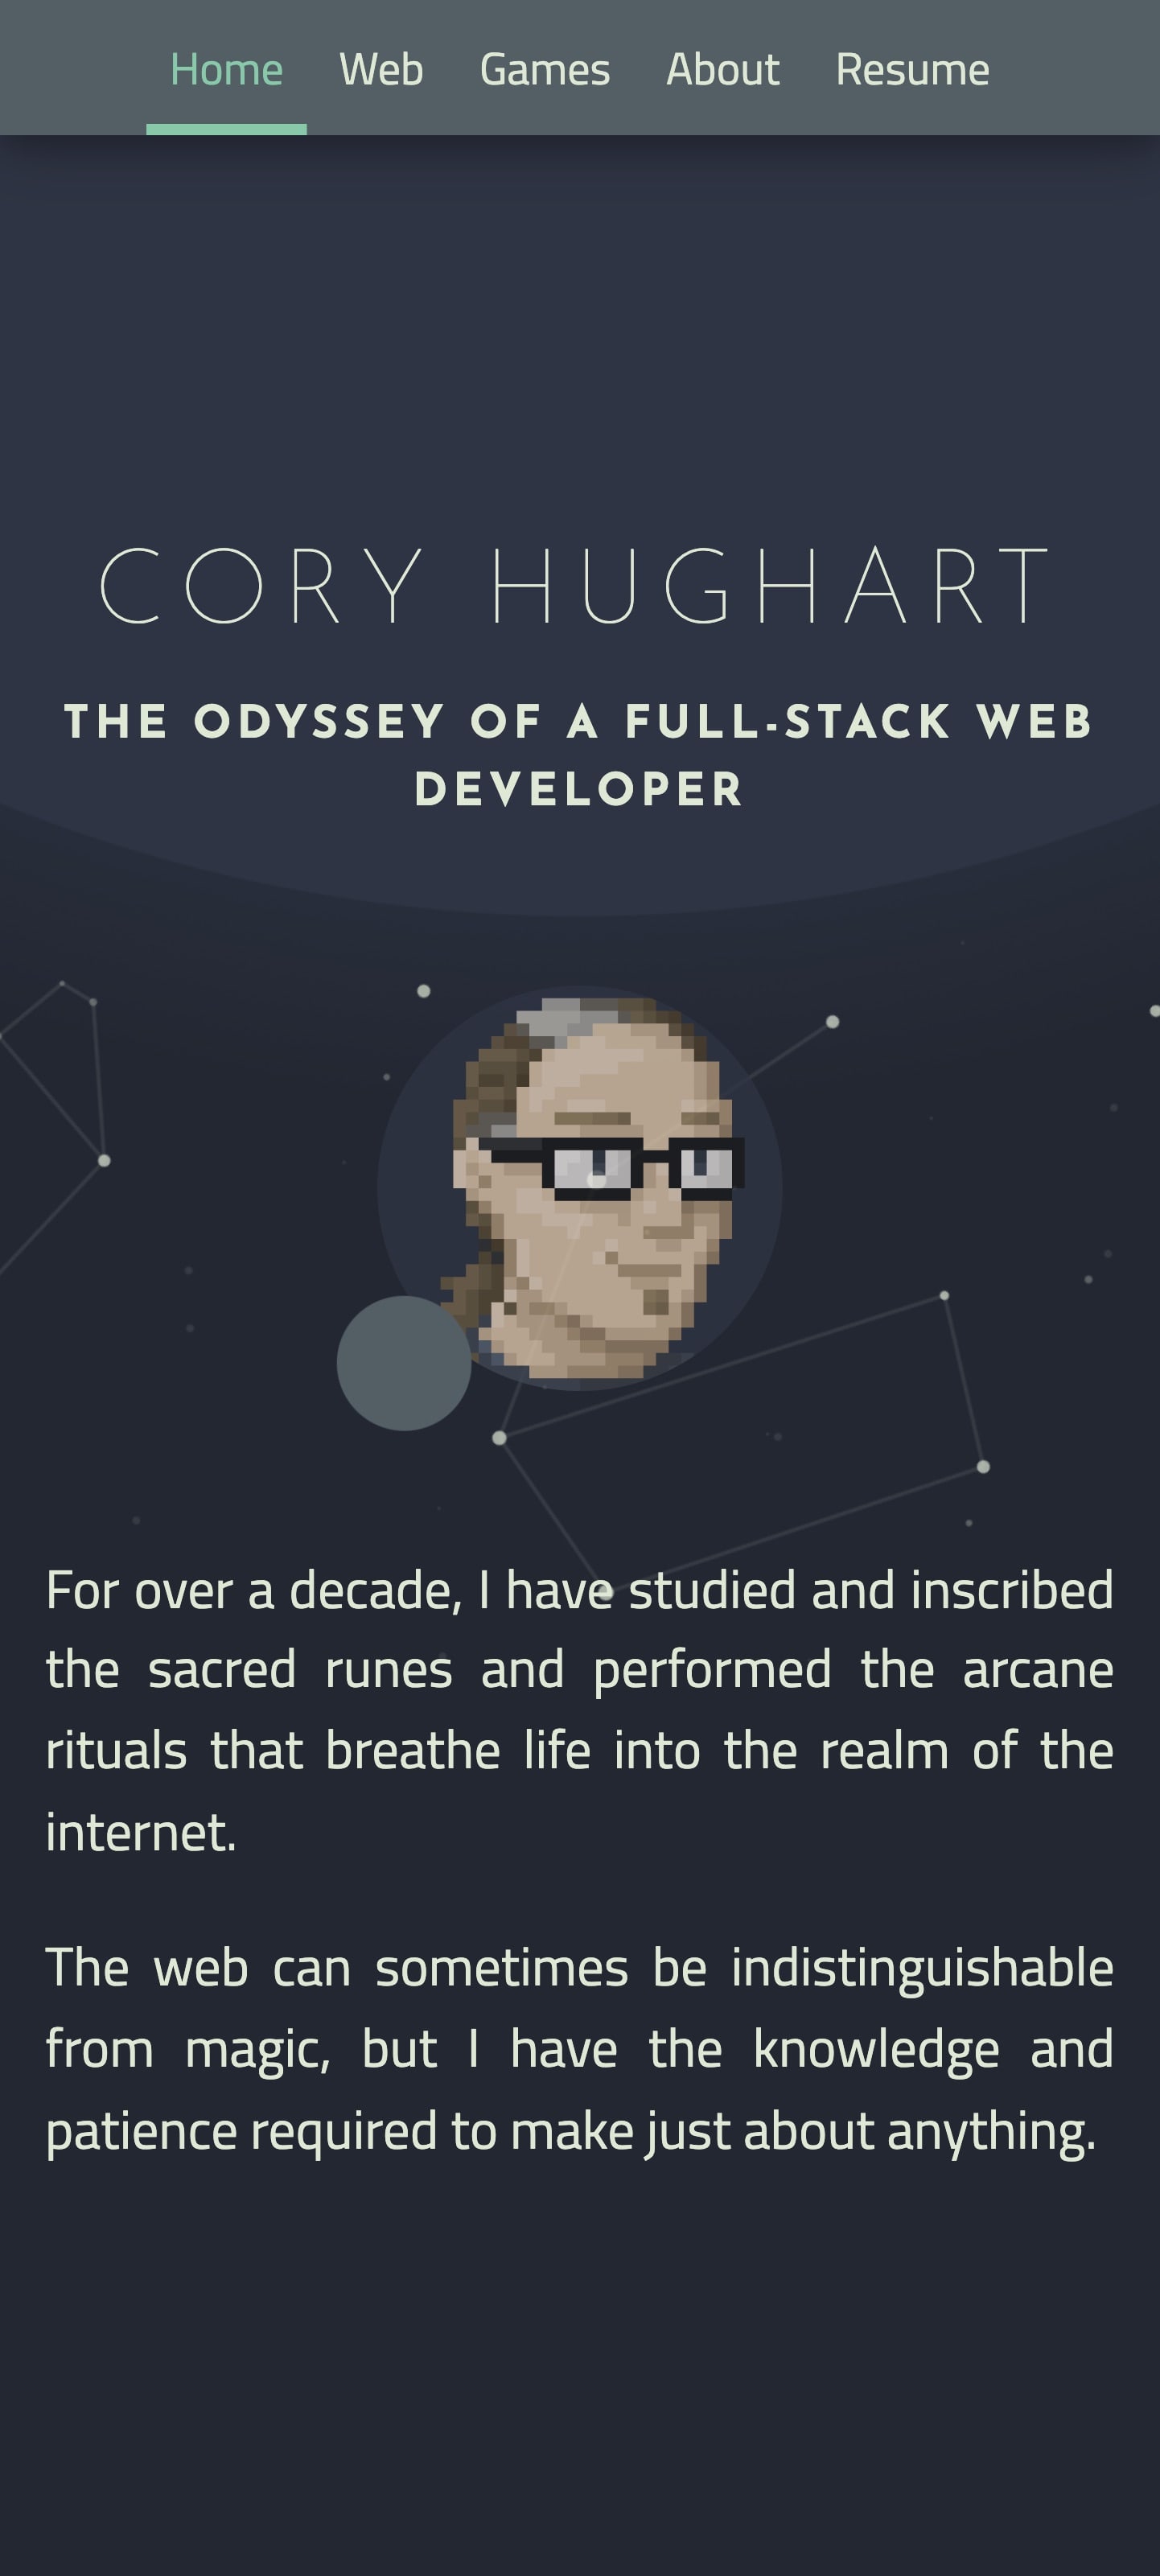 Home Web Games About Resume
CORY HUGHART
THE ODYSSEY OF A FULL-STACK WEB
DEVELOPER
For over a decade, I have studied and inscribed
the sacred runes and performed the arcane
rituals that breathe life into the realm of the
internet.
The web can sometimes be indistinguishable
from magic, but I have the knowledge and
patience required to make just about anything.